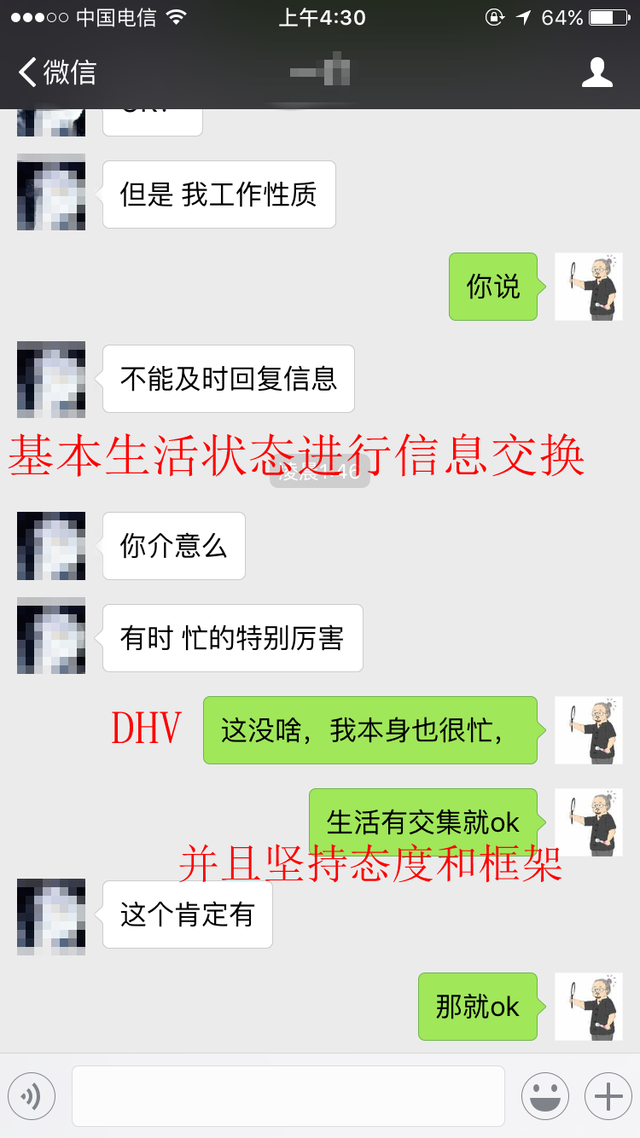 中国电信
上午4:30
64%
微信
但是 我工作性质
你说
不能及时回复信息
基本生活状态进行信息交换
凌晨1:46
你介意么
有时 忙的特别厉害
DHV
这没啥，我本身也很忙，
生活有交集就ok
并且坚持态度和框架
这个肯定有
那就ok